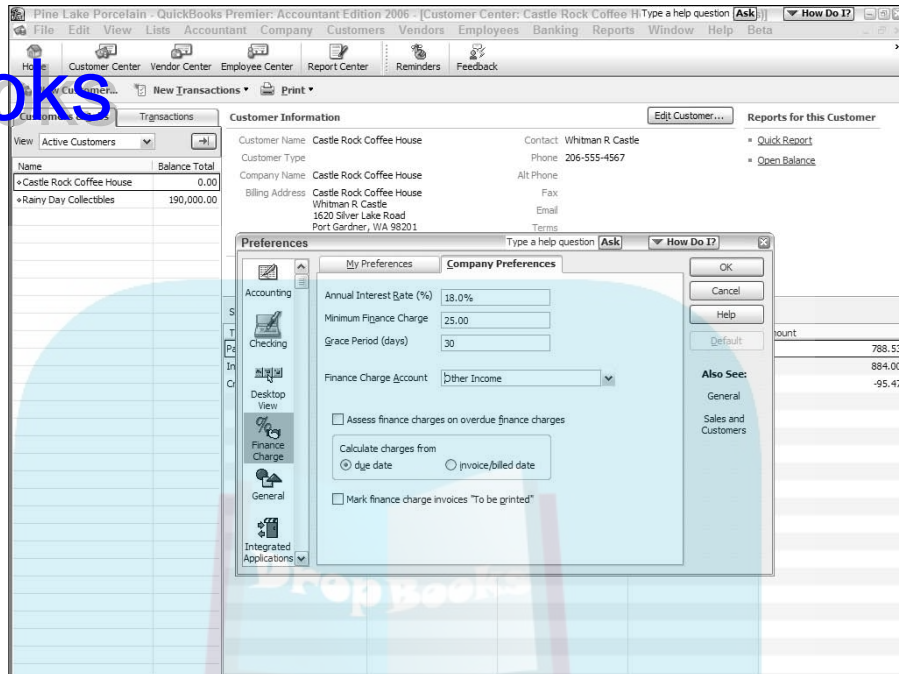 Pine Lake Porcelain - QuickBooks Premier: Accountant Edition 2006 - [Customer Center: Castle Rock Coffee H
Type a help question Ask
How Do I?
File Edit View Lists Accountant Company Customers Vendors Employees Banking Reports Window Help Beta
Home Customer Center Vendor Center Employee Center Report Center Reminders Feedback
oks
New Transactions Print
Transactions
View Active Customers
Name Balance Total
Castle Rock Coffee House 0.00
Rainy Day Collectibles 190,000.00
Customer Information
Edit Customer...
Customer Name Castle Rock Coffee House
Customer Type
Company Name Castle Rock Coffee House
Billing Address Castle Rock Coffee House
Whitman R Castle
1620 Silver Lake Road
Port Gardner, WA 98201
Contact Whitman R Castle
Phone 206-555-4567
Alt Phone
Fax
Email
Terms
Reports for this Customer
Quick Report
Open Balance
Preferences
Type a help question Ask
How Do I?
Accounting
Checking
Desktop
View
Finance
Charge
General
Integrated
Applications
My Preferences Company Preferences
Annual Interest Rate (%) 18.0%
Minimum Finance Charge 25.00
Grace Period (days) 30
Finance Charge Account Other Income
Assess finance charges on overdue finance charges
Calculate charges from
due date invoice/billed date
Mark finance charge invoices "To be printed"
OK
Cancel
Help
Default
Also See:
General
Sales and
Customers
788.53
884.00
-95.47
DropBooks